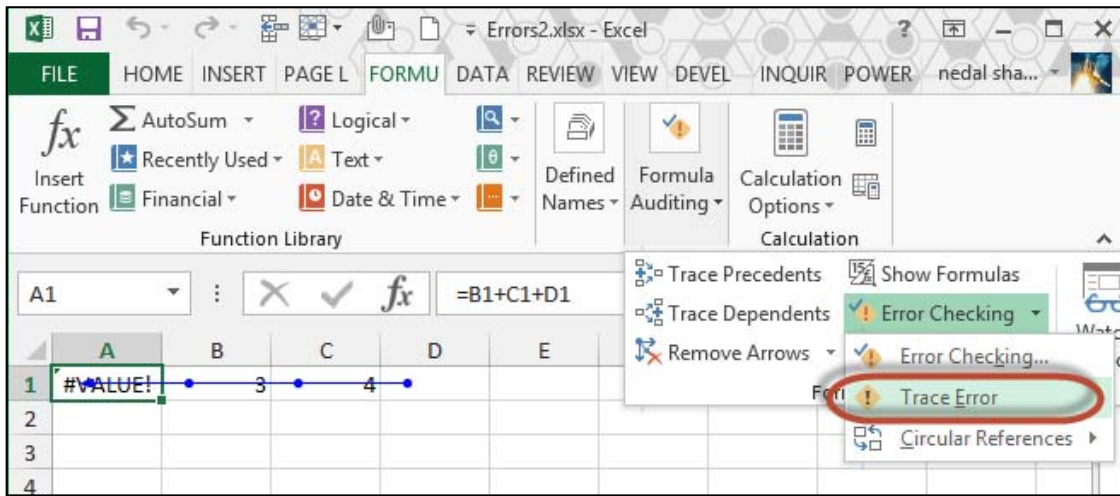 Errors2.xlsx - Excel
FILE HOME INSERT PAGE L FORMU DATA REVIEW VIEW DEVEL INQUIR POWER nedal sha...
fx
Insert
Function
AutoSum
Recently Used
Financial
Logical
Text
Date & Time
Function Library
Defined
Names
Formula
Auditing
Calculation
Options
Calculation
A1 fx =B1+C1+D1
Trace Precedents
Trace Dependents
Remove Arrows
Show Formulas
Error Checking
Error Checking...
Trace Error
Circular References
A B C D E
1 #VALUE! 3 4
2
3
4